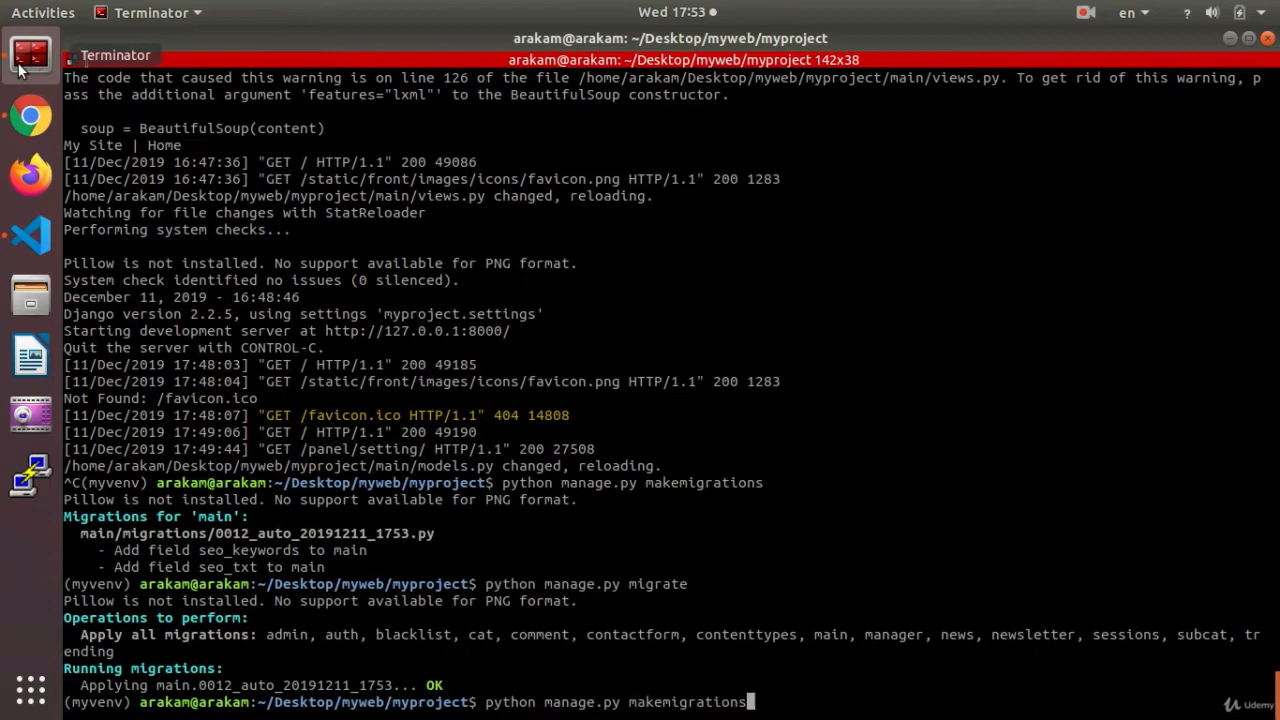 Activities
Terminator
Wed 17:53
en
?
arakam@arakam: ~/Desktop/myweb/myproject
Terminator
arakam@arakam: ~/Desktop/myweb/myproject 142x38
The code that caused this warning is on line 126 of the file /home/arakam/Desktop/myweb/myproject/main/views.py. To get rid of this warning, p
ass the additional argument 'features="lxml"' to the BeautifulSoup constructor.
soup = BeautifulSoup(content)
My Site | Home
[11/Dec/2019 16:47:36] "GET / HTTP/1.1" 200 49086
[11/Dec/2019 16:47:36] "GET /static/front/images/icons/favicon.png HTTP/1.1" 200 1283
/home/arakam/Desktop/myweb/myproject/main/views.py changed, reloading.
Watching for file changes with StatReloader
Performing system checks...
Pillow is not installed. No support available for PNG format.
System check identified no issues (0 silenced).
December 11, 2019 - 16:48:46
Django version 2.2.5, using settings 'myproject.settings'
Starting development server at http://127.0.0.1:8000/
Quit the server with CONTROL-C.
[11/Dec/2019 17:48:03] "GET / HTTP/1.1" 200 49185
[11/Dec/2019 17:48:04] "GET /static/front/images/icons/favicon.png HTTP/1.1" 200 1283
Not Found: /favicon.ico
[11/Dec/2019 17:48:07] "GET /favicon.ico HTTP/1.1" 404 14808
[11/Dec/2019 17:49:06] "GET / HTTP/1.1" 200 49190
[11/Dec/2019 17:49:44] "GET /panel/setting/ HTTP/1.1" 200 27508
/home/arakam/Desktop/myweb/myproject/main/models.py changed, reloading.
^C(myvenv) arakam@arakam:~/Desktop/myweb/myproject$ python manage.py makemigrations
Pillow is not installed. No support available for PNG format.
Migrations for 'main':
main/migrations/0012_auto_20191211_1753.py
- Add field seo_keywords to main
- Add field seo_txt to main
(myvenv) arakam@arakam:~/Desktop/myweb/myproject$ python manage.py migrate
Pillow is not installed. No support available for PNG format.
Operations to perform:
Apply all migrations: admin, auth, blacklist, cat, comment, contactform, contenttypes, main, manager, news, newsletter, sessions, subcat, tr
ending
Running migrations:
Applying main.0012_auto_20191211_1753... OK
(myvenv) arakam@arakam:~/Desktop/myweb/myproject$ python manage.py makemigrations
Udemy